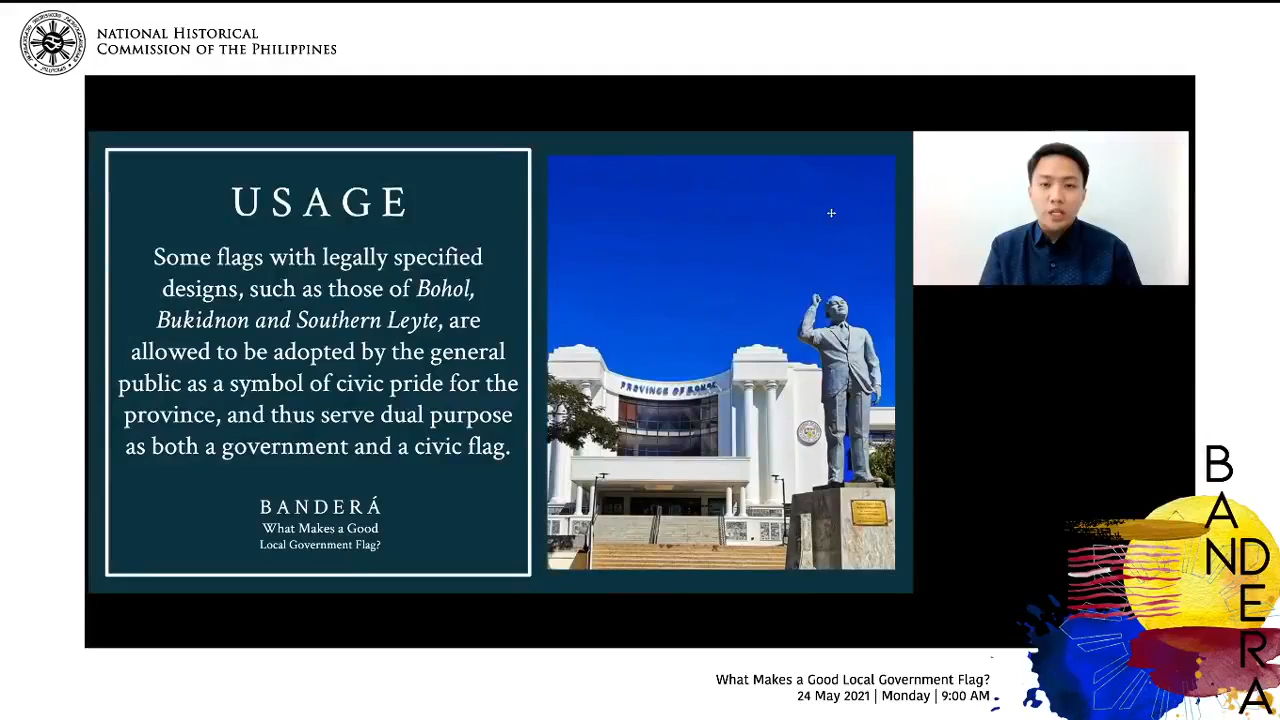 NATIONAL HISTORICAL
COMMISSION OF THE PHILIPPINES
USAGE
Some flags with legally specified
designs, such as those of Bohol,
Bukidnon and Southern Leyte, are
allowed to be adopted by the general
public as a symbol of civic pride for the
province, and thus serve dual purpose
as both a government and a civic flag.
BANDERÁ
What Makes a Good
Local Government Flag?
PROVINCE OF BOHOL
What Makes a Good Local Government Flag?
24 May 2021 | Monday | 9:00 AM
BANDERA